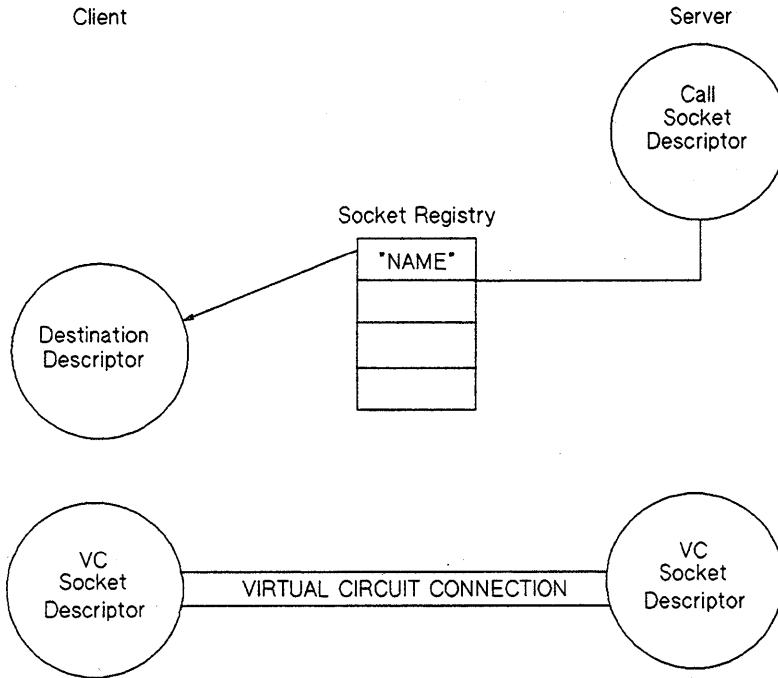 Client
Server
Call
Socket
Descriptor
Socket Registry
"NAME"
Destination
Descriptor
VC
Socket
Descriptor
VIRTUAL CIRCUIT CONNECTION
VC
Socket
Descriptor